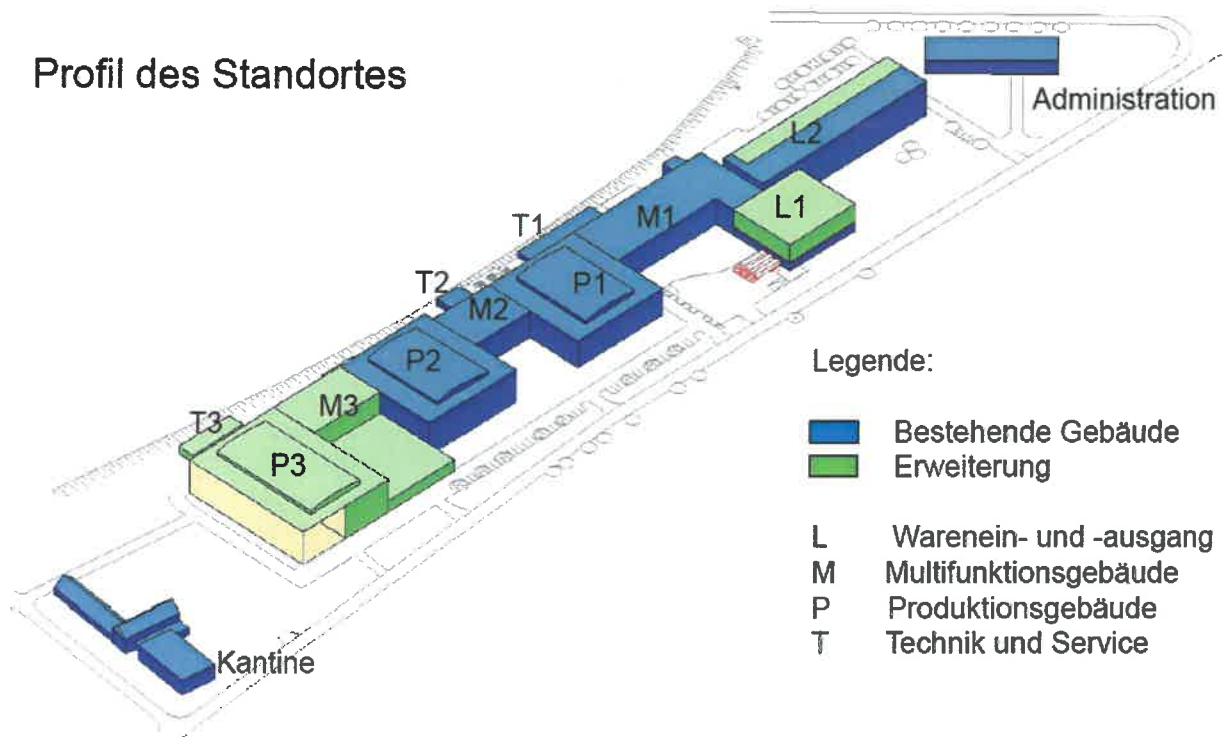 Profil des Standortes
Administration
L2
L1
M1
T1
P1
T2
M2
P2
M3
T3
P3
Kantine
Legende:
Bestehende Gebäude
Erweiterung
L Warenein- und -ausgang
M Multifunktionsgebäude
P Produktionsgebäude
T Technik und Service